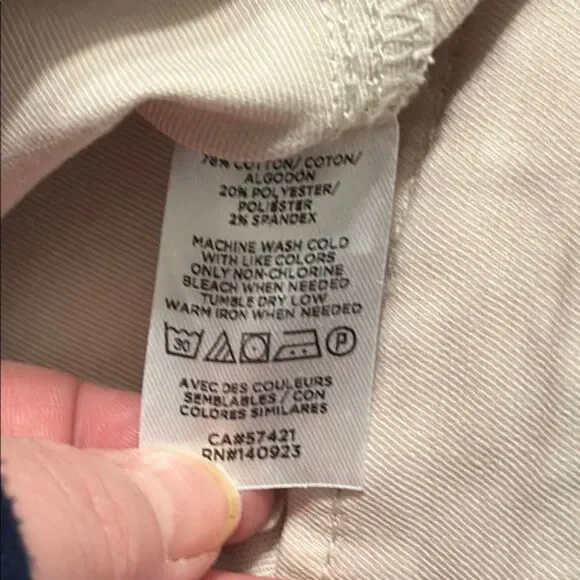 78% COTTON/ COTON/
ALGODÓN
20% POLYESTER/
POLIÉSTER
2% SPANDEX
MACHINE WASH COLD
WITH LIKE COLORS
ONLY NON-CHLORINE
BLEACH WHEN NEEDED
TUMBLE DRY LOW
WARM IRON WHEN NEEDED
30 P
AVEC DES COULEURS
SEMBLABLES / CON
COLORES SIMILARES
CA#57421
RN#140923